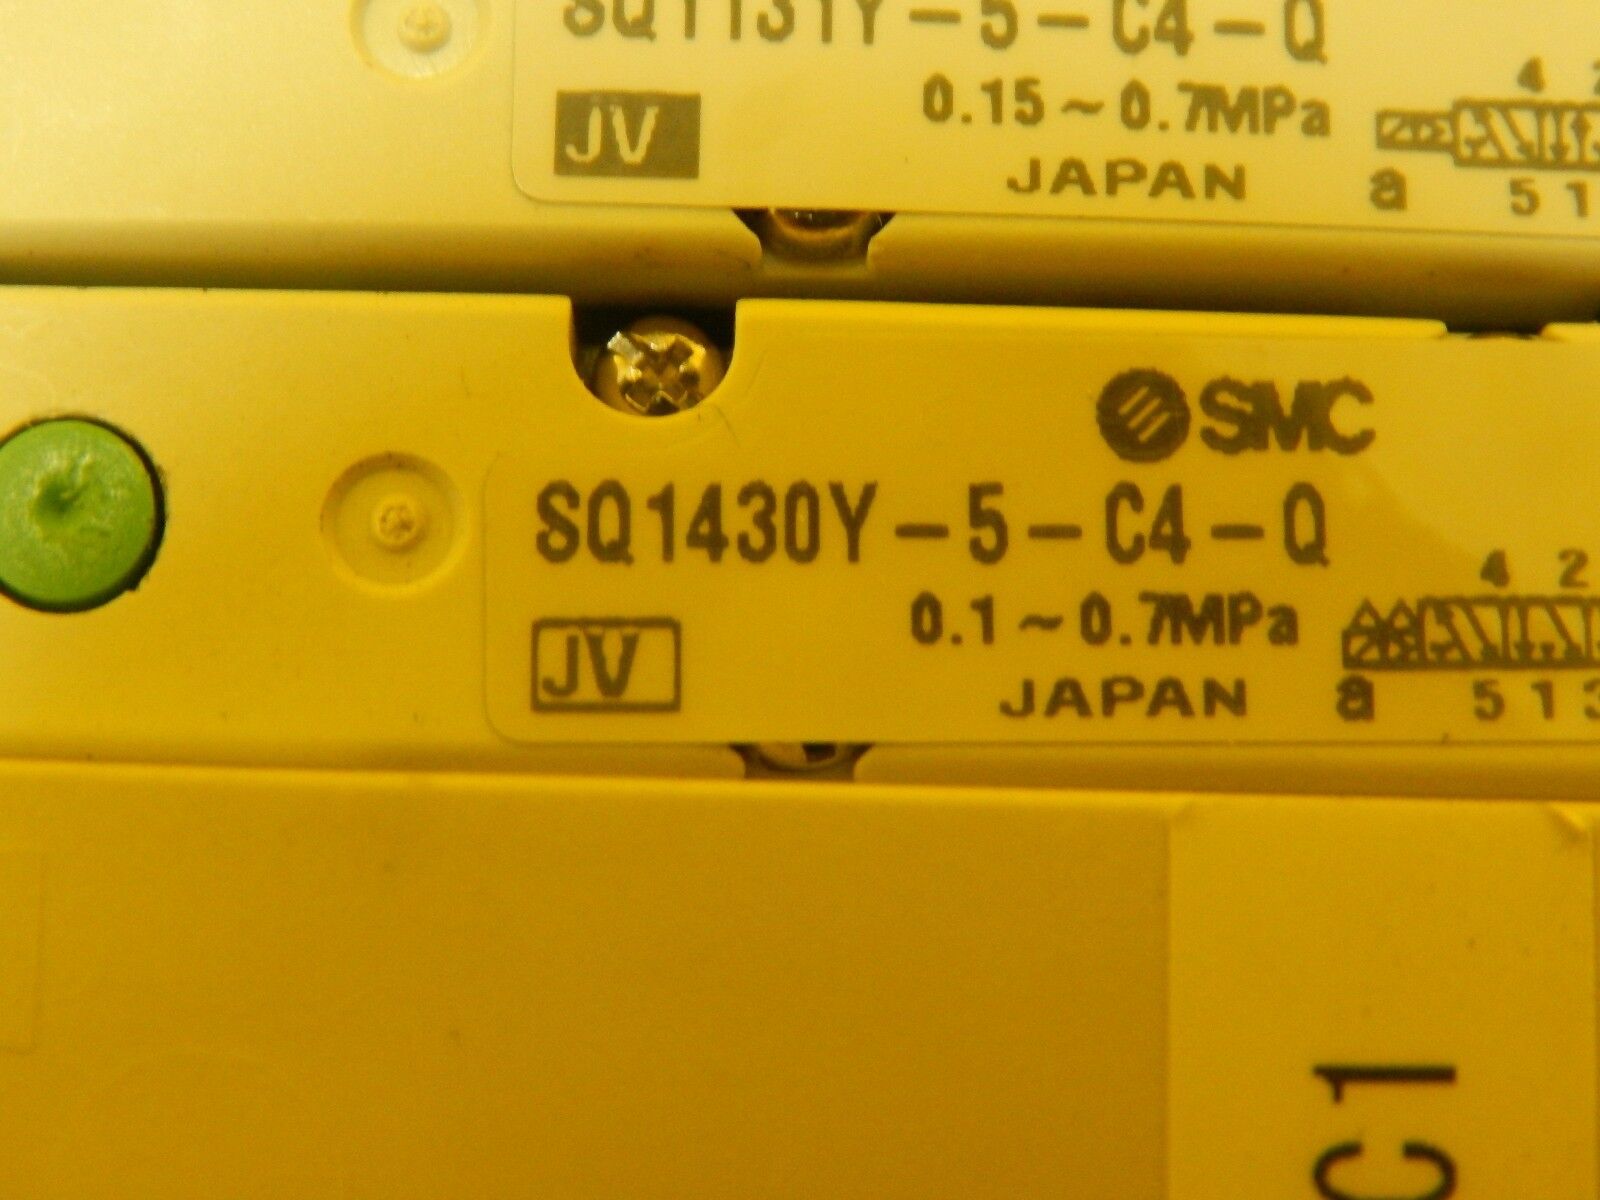 SQ1131Y-5-C4-Q
JV
0.15~0.7MPa
JAPAN
4
a
5 1
SMC
SQ1430Y-5-C4-Q
JV
0.1~0.7MPa
JAPAN
4 2
a
5 1 3
C1